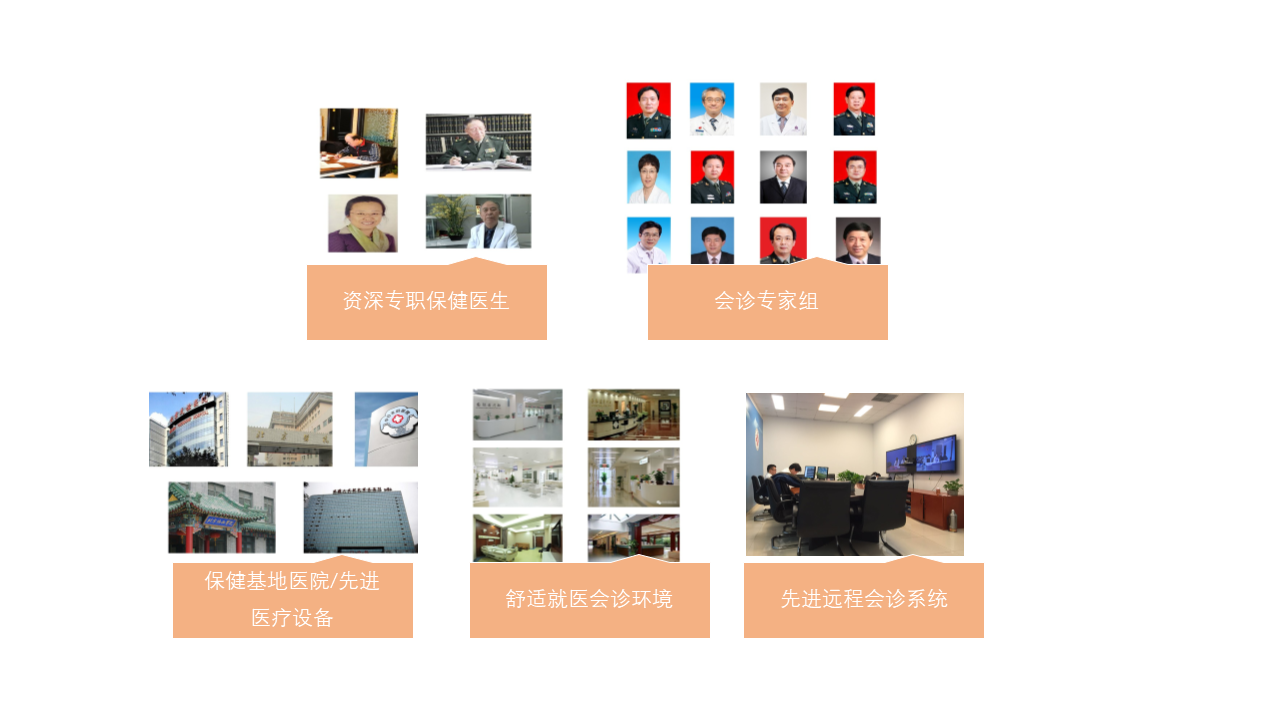 资深专职保健医生
会诊专家组
保健基地医院/先进
医疗设备
舒适就医会诊环境
先进远程会诊系统